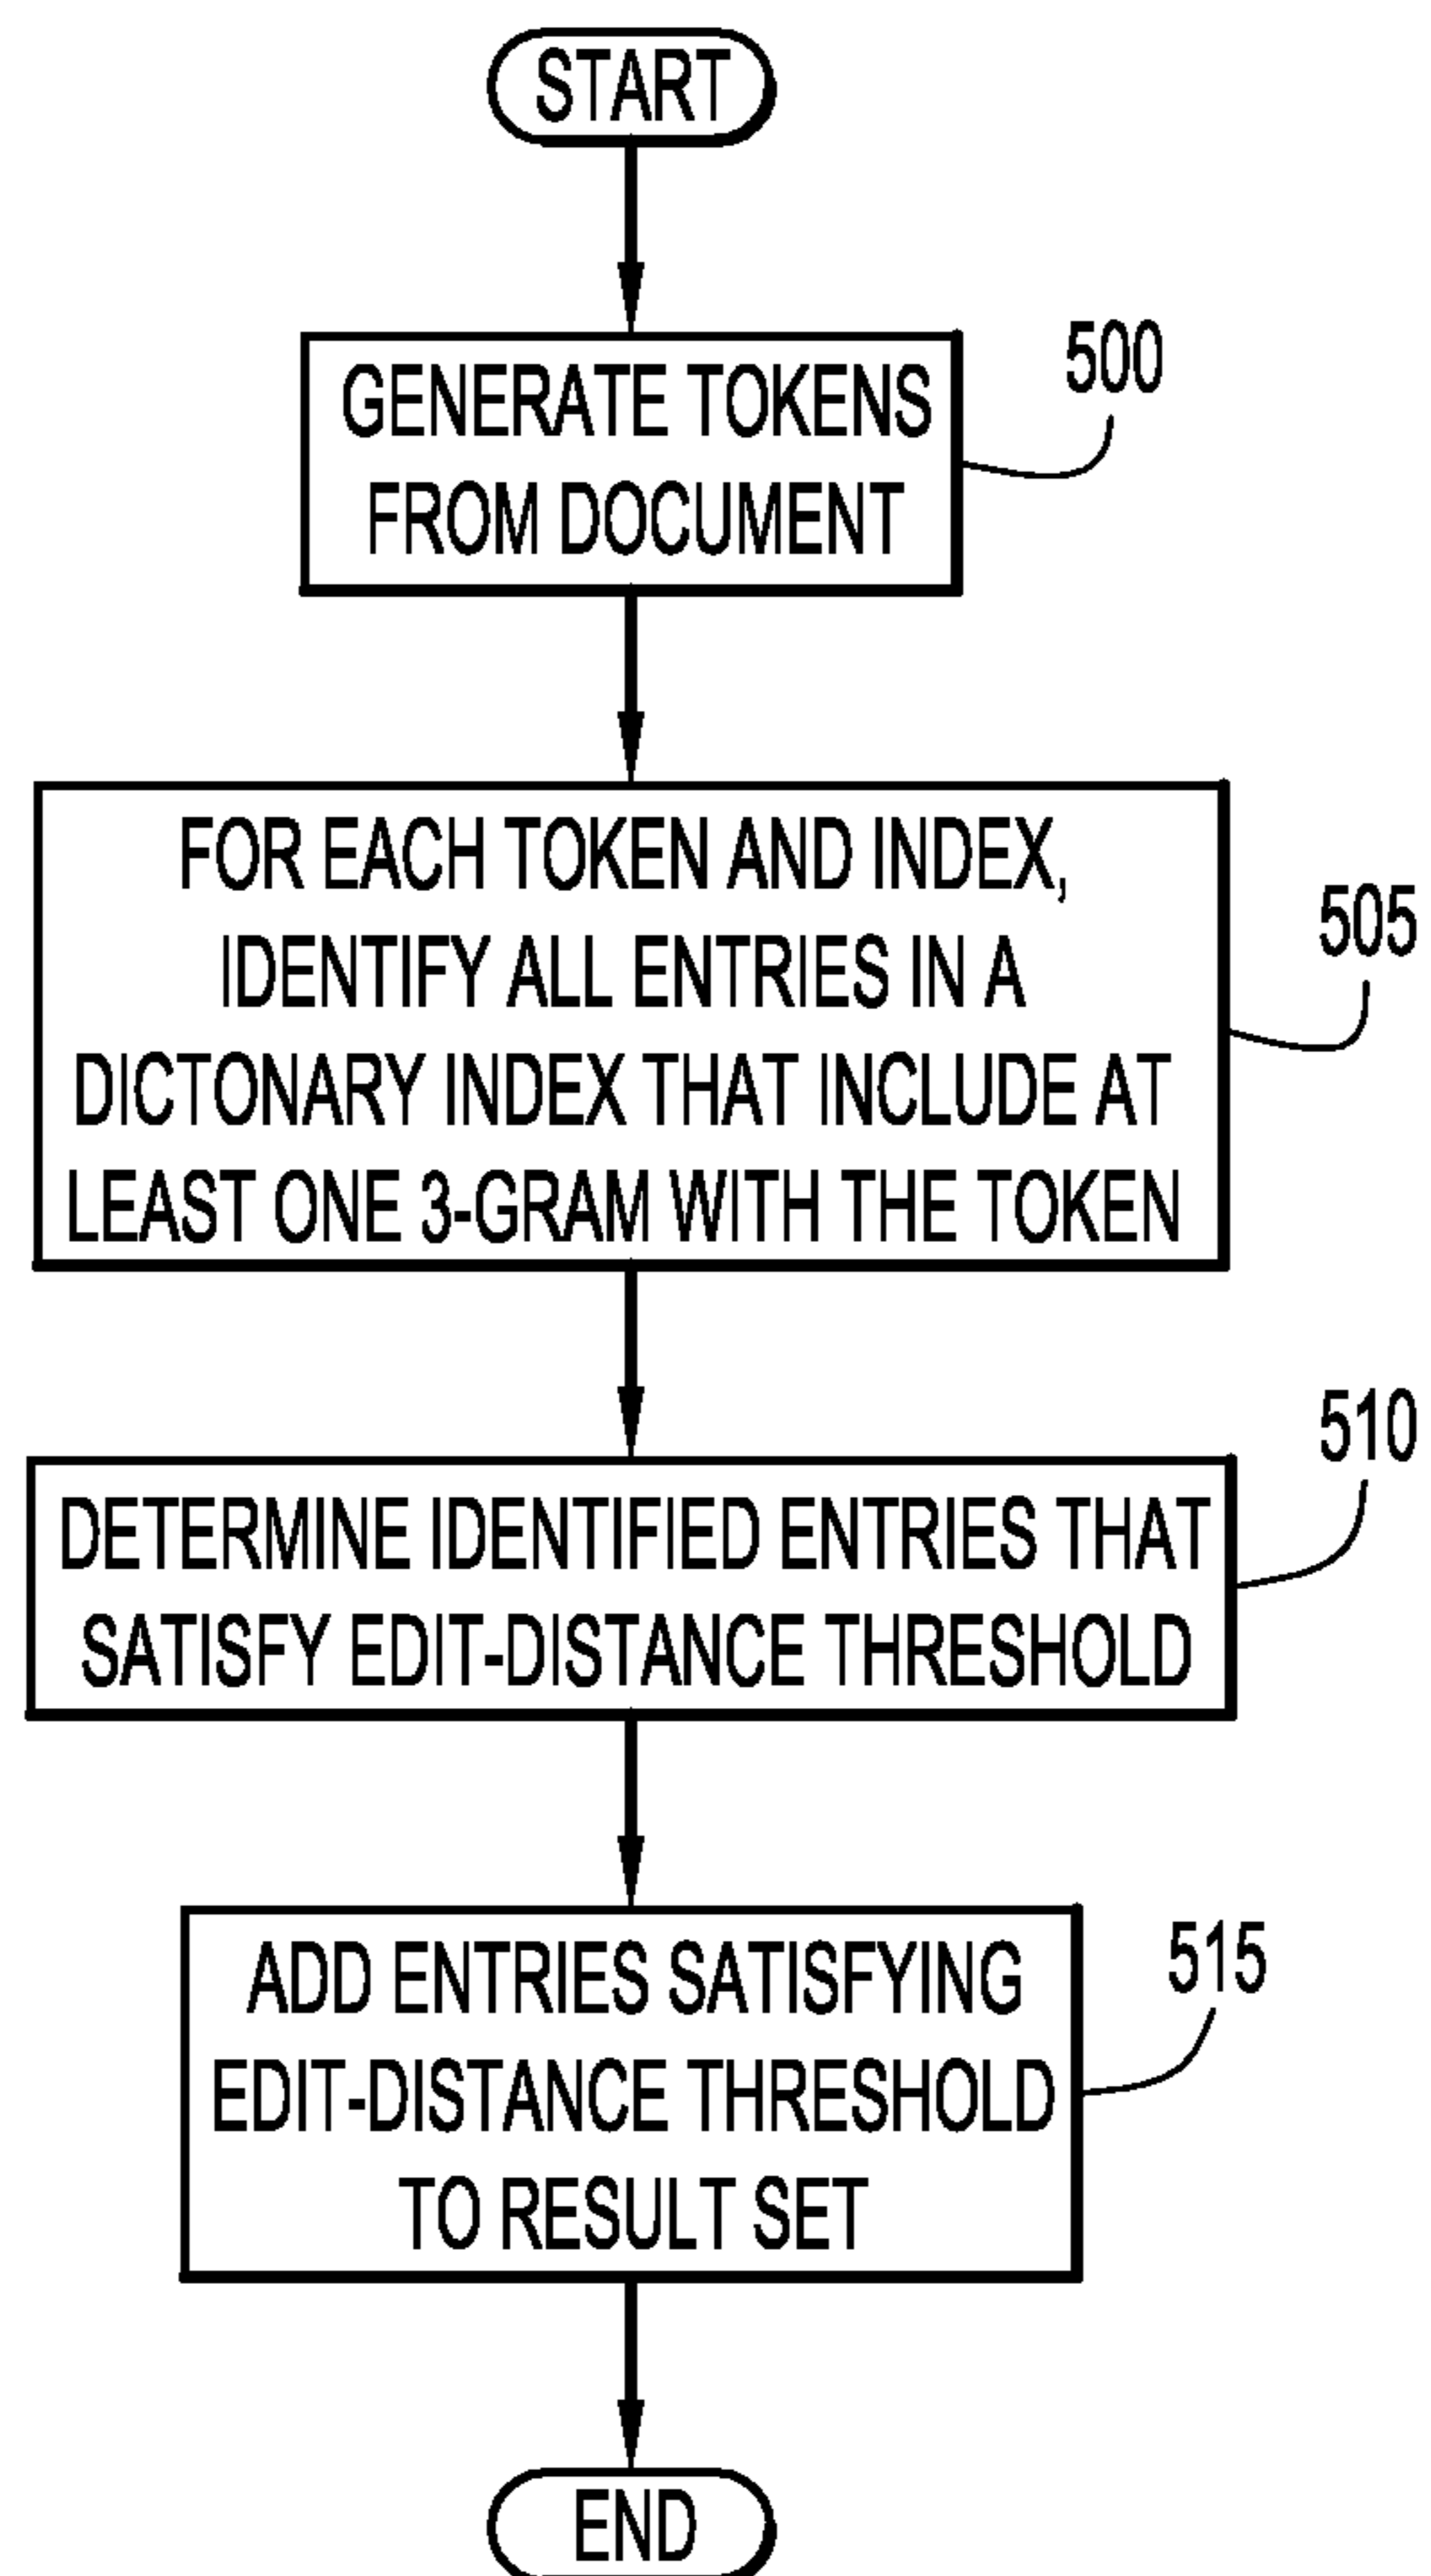 START
GENERATE TOKENS
FROM DOCUMENT
500
FOR EACH TOKEN AND INDEX,
IDENTIFY ALL ENTRIES IN A
DICTONARY INDEX THAT INCLUDE AT
LEAST ONE 3-GRAM WITH THE TOKEN
505
DETERMINE IDENTIFIED ENTRIES THAT
SATISFY EDIT-DISTANCE THRESHOLD
510
ADD ENTRIES SATISFYING
EDIT-DISTANCE THRESHOLD
TO RESULT SET
515
END